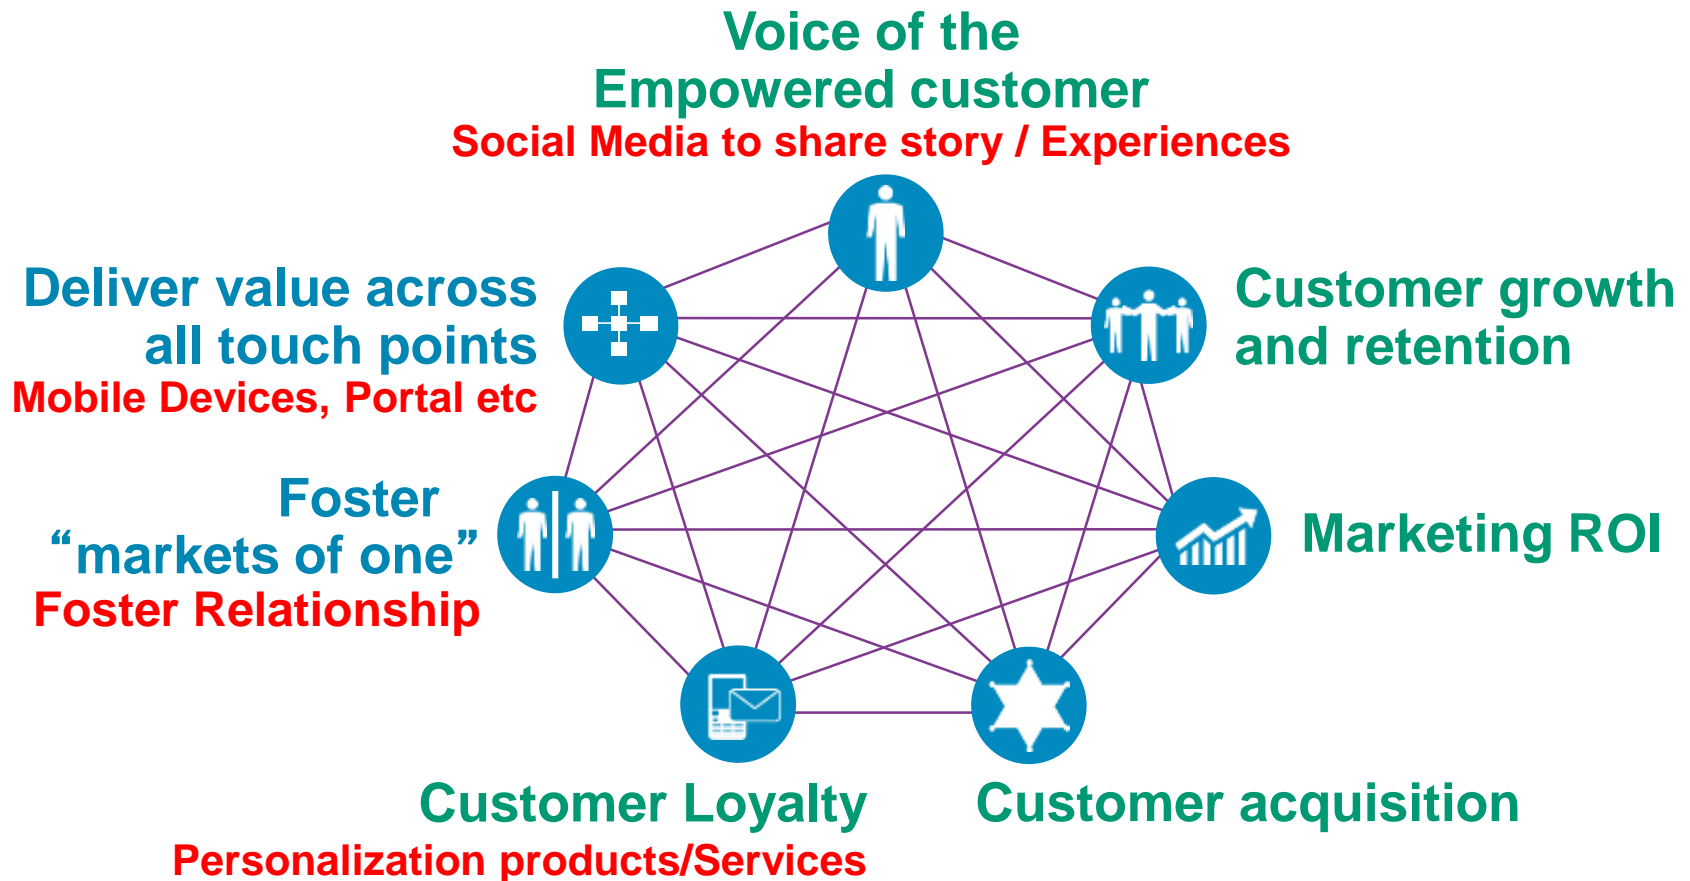 Voice of the
Empowered customer
Social Media to share story / Experiences
Deliver value across
all touch points
Mobile Devices, Portal etc
Customer growth
and retention
Foster
“markets of one”
Foster Relationship
Marketing ROI
Customer Loyalty
Personalization products/Services
Customer acquisition